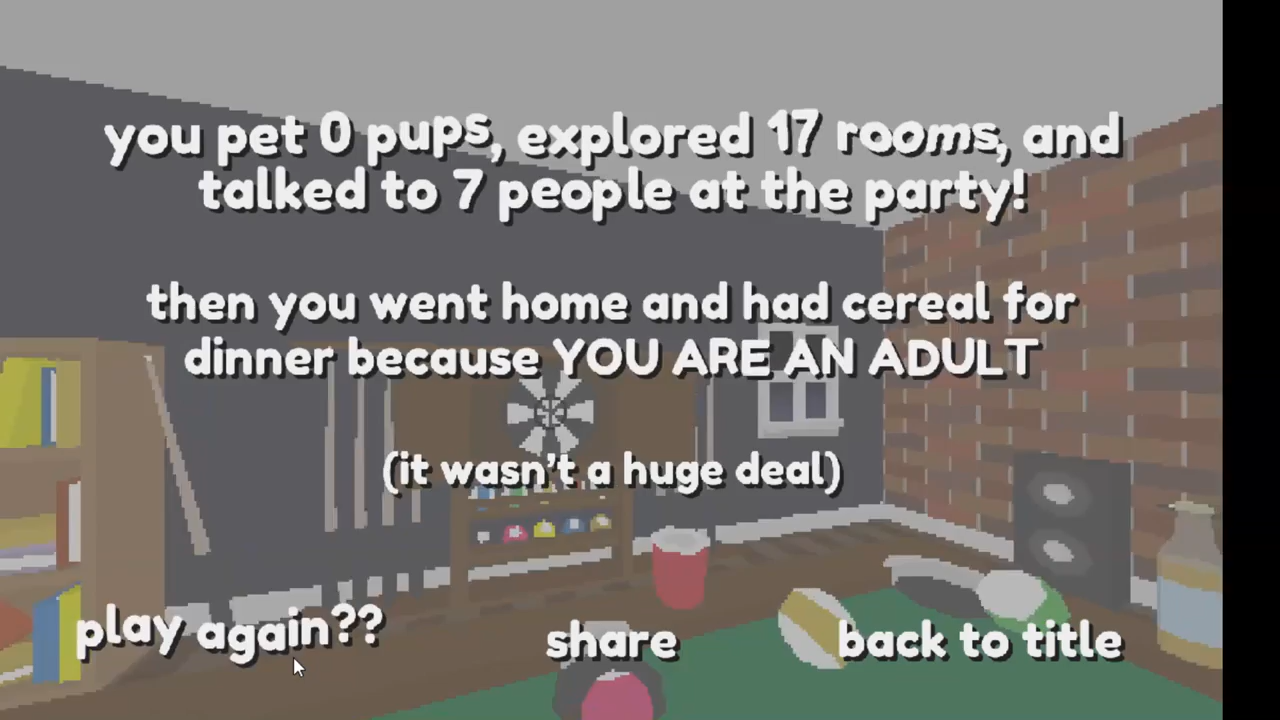 you pet 0 pups, explored 17 rooms, and
talked to 7 people at the party!
then you went home and had cereal for
dinner because YOU ARE AN ADULT
(it wasn't a huge deal)
play again??
share
back to title